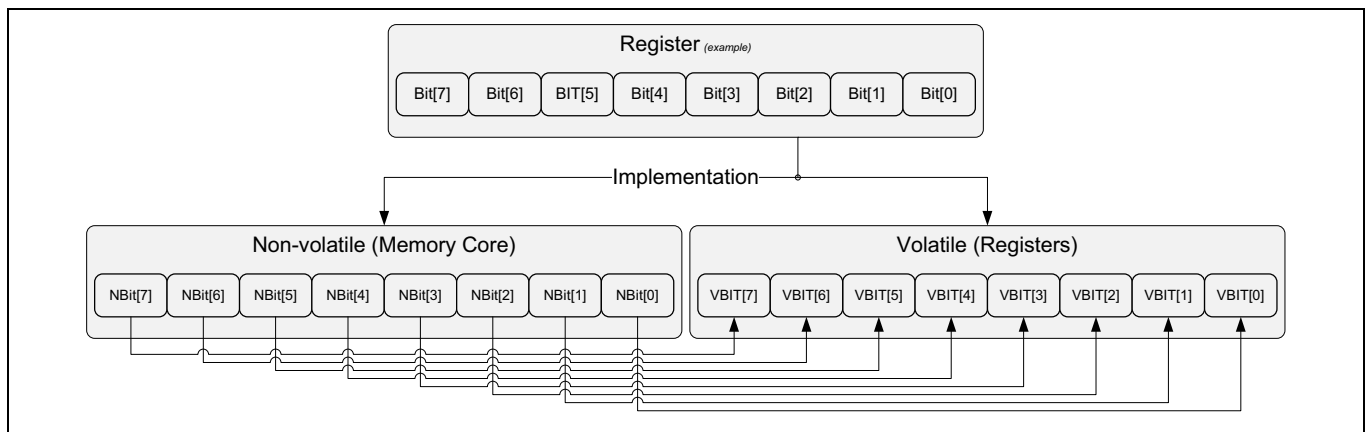 Register (example)
Bit[7] Bit[6] BIT[5] Bit[4] Bit[3] Bit[2] Bit[1] Bit[0]
Implementation
Non-volatile (Memory Core)
NBit[7] NBit[6] NBit[5] NBit[4] NBit[3] NBit[2] NBit[1] NBit[0]
Volatile (Registers)
VBIT[7] VBIT[6] VBIT[5] VBIT[4] VBIT[3] VBIT[2] VBIT[1] VBIT[0]